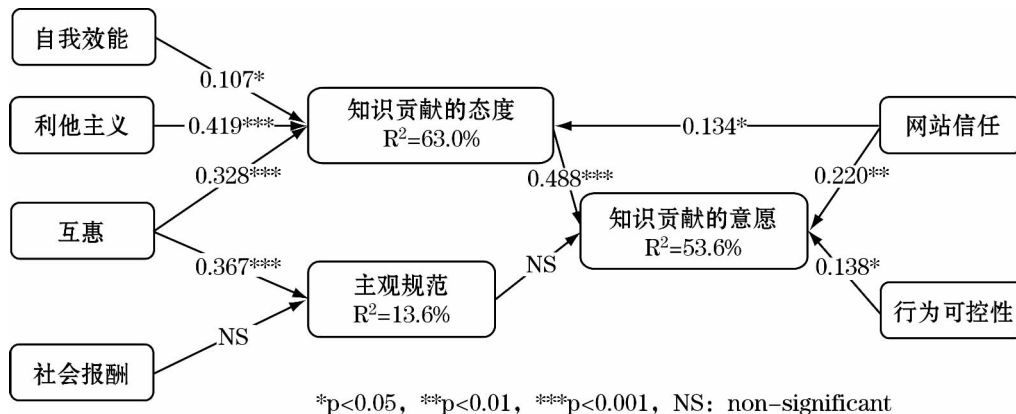 自我效能
0.107*
利他主义
0.419***
知识贡献的态度
R²=63.0%
0.134*
网站信任
0.328***
0.488***
0.220**
互惠
知识贡献的意愿
R²=53.6%
0.367***
NS
0.138*
主观规范
R²=13.6%
行为可控性
NS
社会报酬
*p<0.05, **p<0.01, ***p<0.001, NS: non-significant